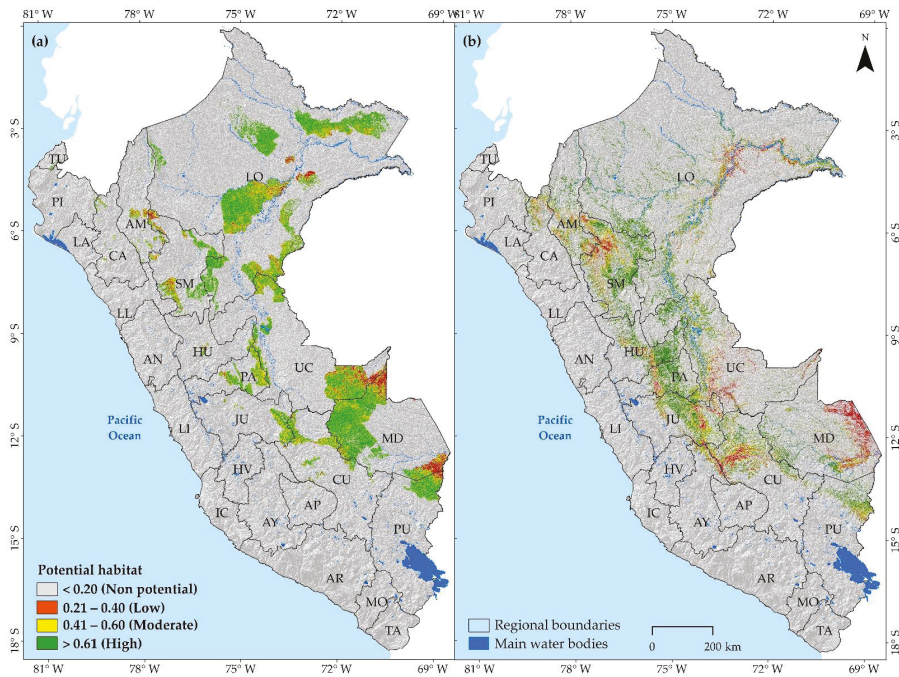 81° W 78° W 75° W 72° W 69° W 81° W 78° W 75° W 72° W 69° W
(a)
(b)
N
3° S
3° S
TU
TU
LO
LO
PI
PI
AM
AM
6° S
6° S
LA
LA
CA
CA
SM
SM
LL
LL
9° S
9° S
AN
HU
AN
HU
UC
UC
PA
PA
Pacific
Ocean
Pacific
Ocean
JU
JU
LI
LI
12° S
12° S
MD
MD
HV
HV
CU
CU
IC
IC
AP
AP
AY
AY
PU
PU
15° S
15° S
AR
AR
MO
MO
TA
TA
18° S
18° S
Potential habitat
< 0.20 (Non potential)
0.21 – 0.40 (Low)
0.41 – 0.60 (Moderate)
> 0.61 (High)
Regional boundaries
Main water bodies
0 200 km
81° W 78° W 75° W 72° W 69° W 81° W 78° W 75° W 72° W 69° W